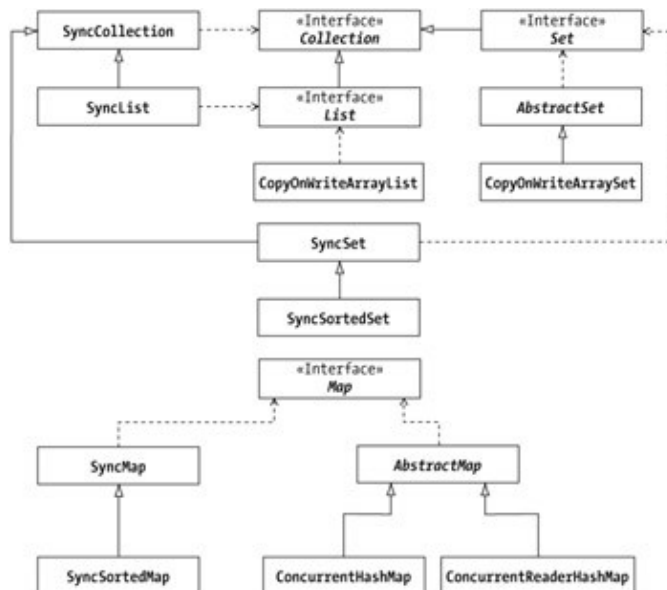 SyncCollection
«Interface»
Collection
«Interface»
Set
SyncList
«Interface»
List
AbstractSet
CopyOnWriteArrayList
CopyOnWriteArraySet
SyncSet
SyncSortedSet
«Interface»
Map
SyncMap
AbstractMap
SyncSortedMap
ConcurrentHashMap
ConcurrentReaderHashMap